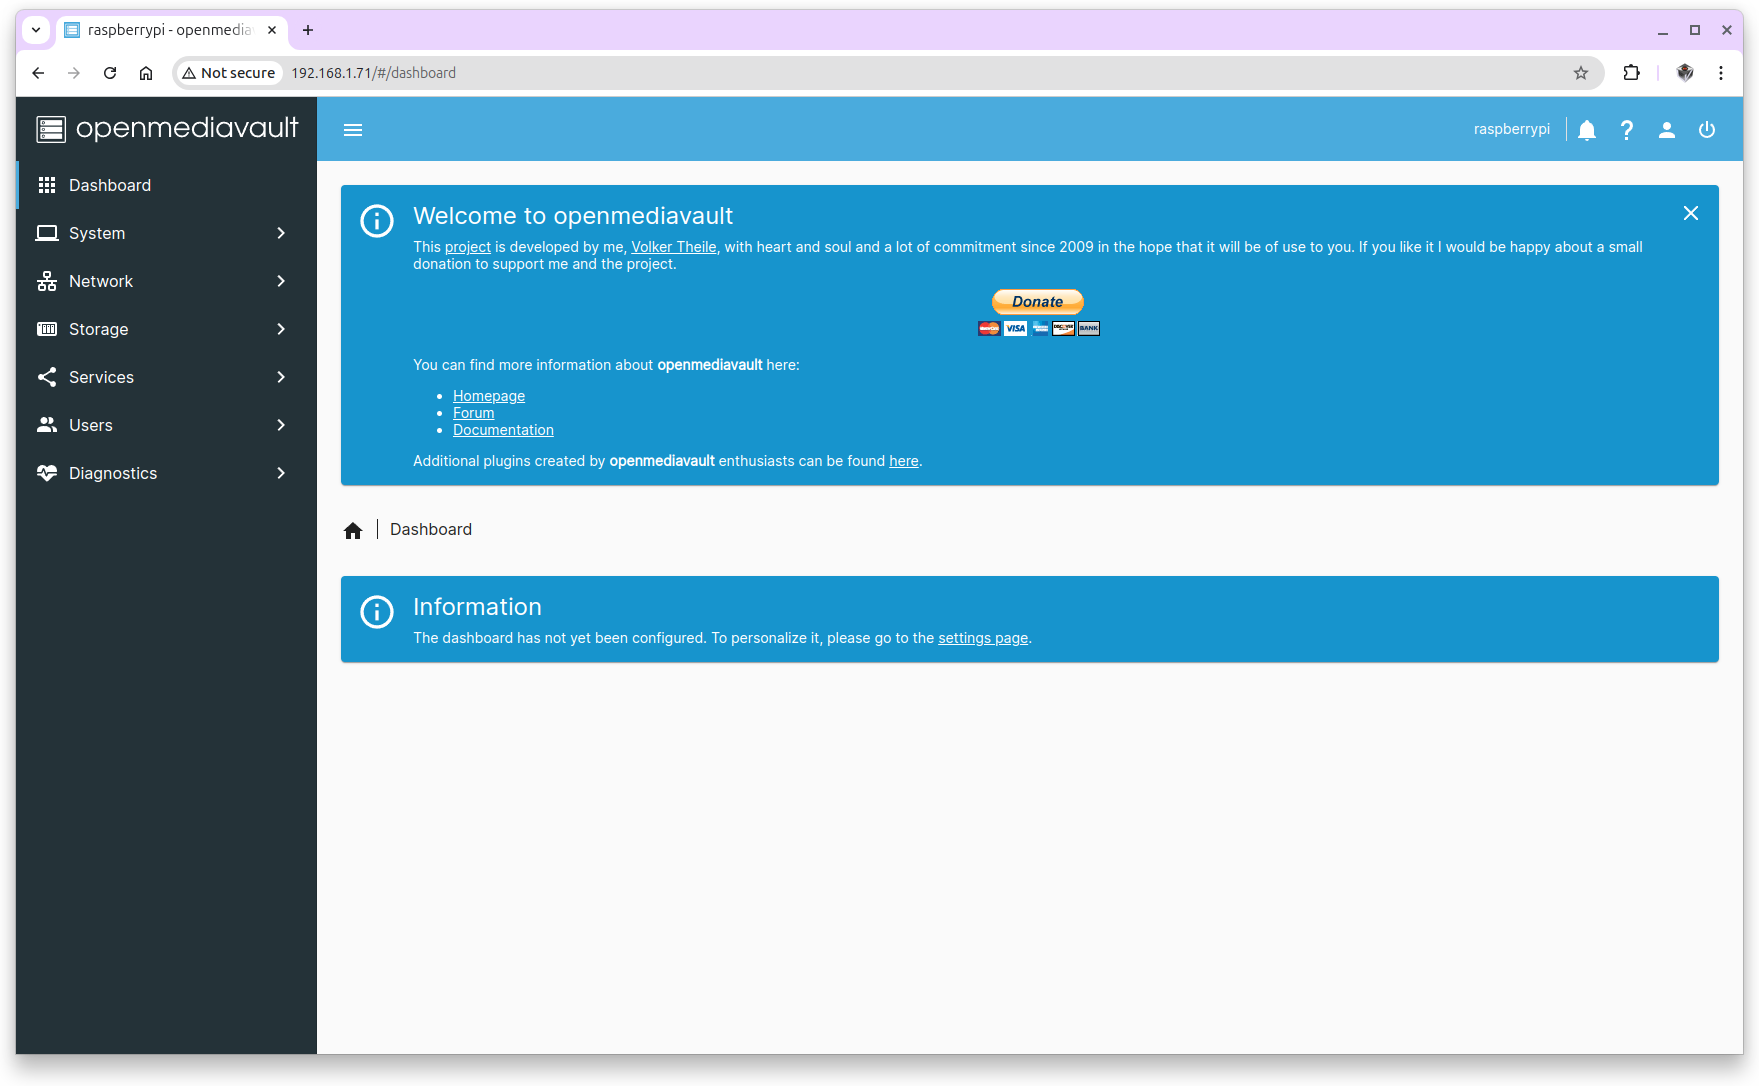 raspberrypi - openmedia
Not secure
192.168.1.71/#/dashboard
openmediavault
raspberrypi
Dashboard
System
Network
Storage
Services
Users
Diagnostics
Welcome to openmediavault
This project is developed by me, Volker Theile, with heart and soul and a lot of commitment since 2009 in the hope that it will be of use to you. If you like it I would be happy about a small
donation to support me and the project.
Donate
VISA
BANK
You can find more information about openmediavault here:
Homepage
Forum
Documentation
Additional plugins created by openmediavault enthusiasts can be found here.
Dashboard
Information
The dashboard has not yet been configured. To personalize it, please go to the settings page.